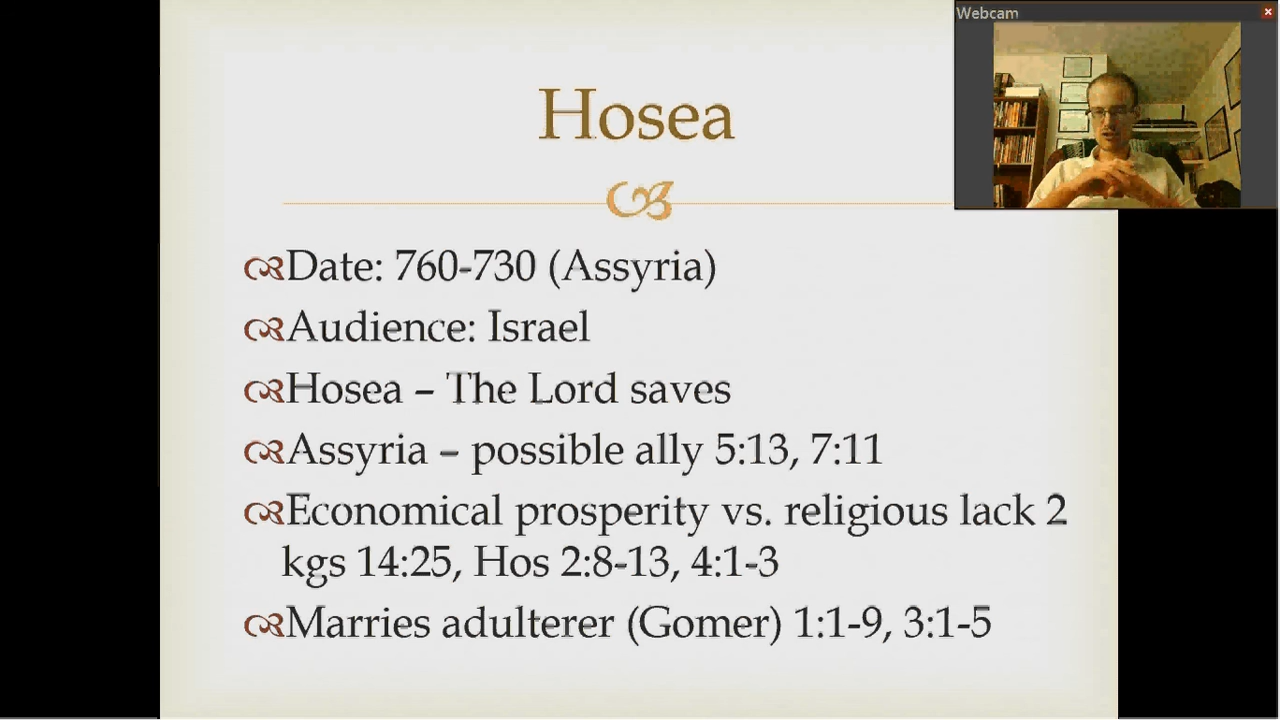 Webcam
Hosea
Date: 760-730 (Assyria)
Audience: Israel
Hosea – The Lord saves
Assyria – possible ally 5:13, 7:11
Economical prosperity vs. religious lack 2
kgs 14:25, Hos 2:8-13, 4:1-3
Marries adulterer (Gomer) 1:1-9, 3:1-5